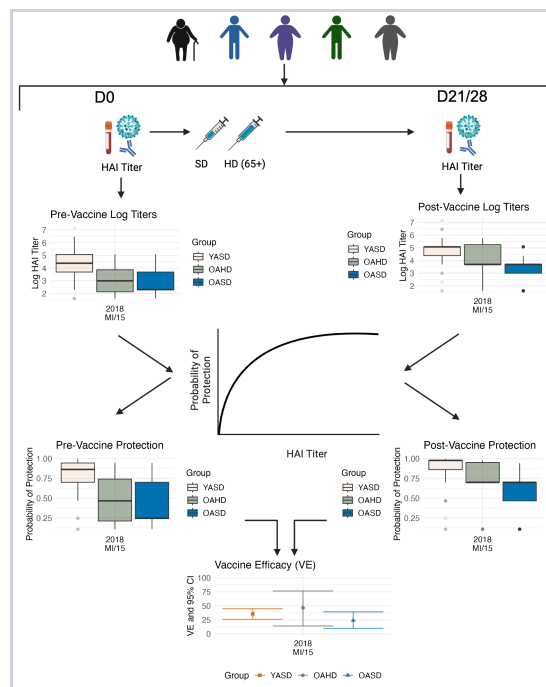 D0
D21/28
HAI Titer
SD
HD (65+)
HAI Titer
Pre-Vaccine Log Titers
Log HAI Titer
7
6
5
4
3
2
2018
MI/15
Group
YASD
OAHD
OASD
Post-Vaccine Log Titers
Log HAI Titer
7
6
5
4
3
2
2018
MI/15
Group
YASD
OAHD
OASD
Probability of
Protection
HAI Titer
Pre-Vaccine Protection
Probability of Protection
1.00
0.75
0.50
0.25
2018
MI/15
Group
YASD
OAHD
OASD
Group
YASD
OAHD
OASD
Post-Vaccine Protection
Probability of Protection
1.00
0.75
0.50
0.25
2018
MI/15
Vaccine Efficacy (VE)
VE and 95% CI
100
75
50
25
0
2018
MI/15
Group YASD OAHD OASD